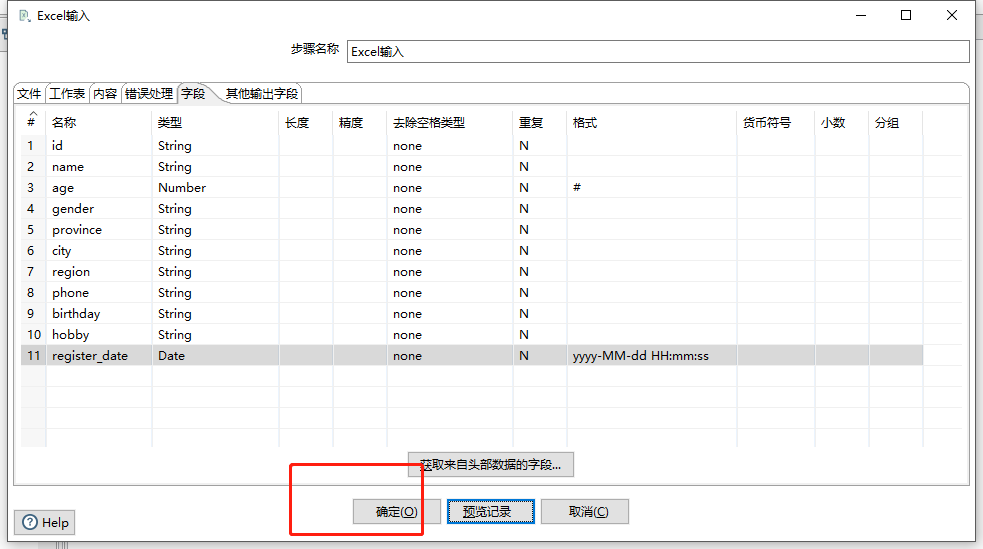 Excel输入
步骤名称 Excel输入
文件 工作表 内容 错误处理 字段 其他输出字段
# 名称 类型 长度 精度 去除空格类型 重复 格式 货币符号 小数 分组
1 id String none N
2 name String none N
3 age Number none N #
4 gender String none N
5 province String none N
6 city String none N
7 region String none N
8 phone String none N
9 birthday String none N
10 hobby String none N
11 register_date Date none N yyyy-MM-dd HH:mm:ss
获取来自头部数据的字段...
确定(O) 预览记录 取消(C)
Help